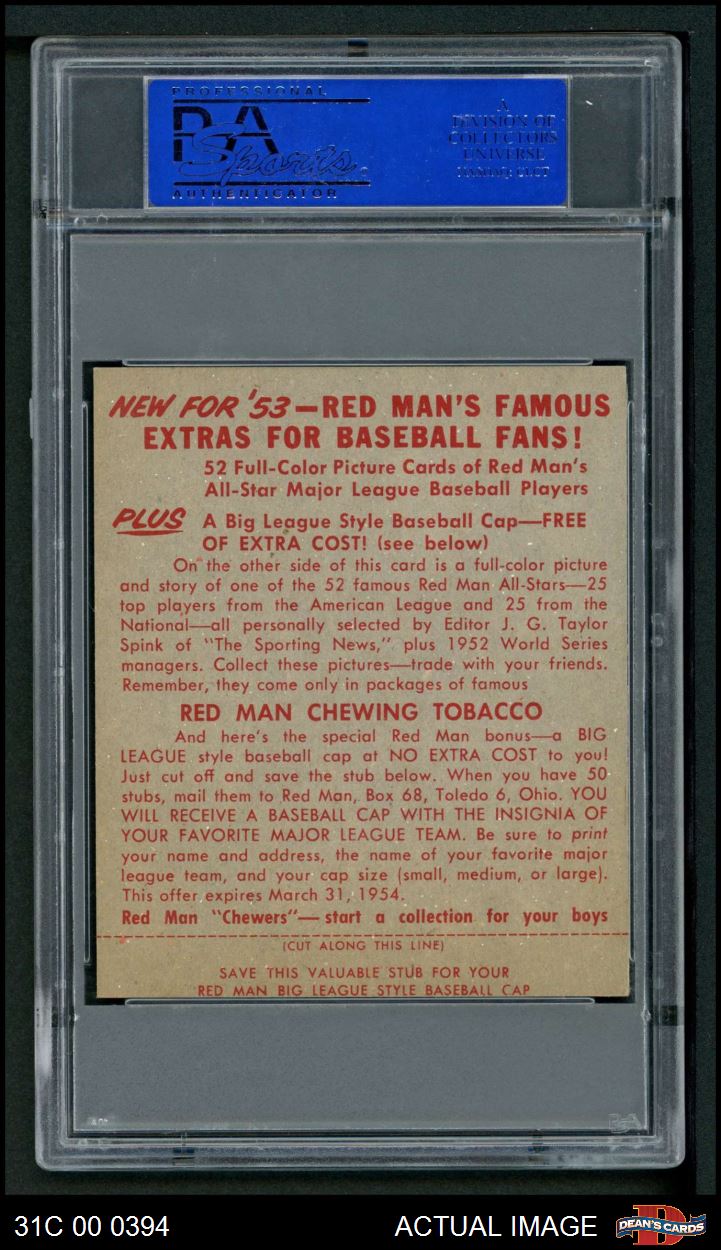 PROFESSIONAL
PSA
Sports
AUTHENTICATOR
A
DIVISION OF
COLLECTORS
UNIVERSE
NASDAQ: CLCT
NEW FOR '53—RED MAN'S FAMOUS
EXTRAS FOR BASEBALL FANS!
52 Full-Color Picture Cards of Red Man's
All-Star Major League Baseball Players
PLUS A Big League Style Baseball Cap—FREE
OF EXTRA COST! (see below)
On the other side of this card is a full-color picture
and story of one of the 52 famous Red Man All-Stars—25
top players from the American League and 25 from the
National—all personally selected by Editor J. G. Taylor
Spink of "The Sporting News," plus 1952 World Series
managers. Collect these pictures—trade with your friends.
Remember, they come only in packages of famous
RED MAN CHEWING TOBACCO
And here's the special Red Man bonus—a BIG
LEAGUE style baseball cap at NO EXTRA COST to you!
Just cut off and save the stub below. When you have 50
stubs, mail them to Red Man, Box 68, Toledo 6, Ohio. YOU
WILL RECEIVE A BASEBALL CAP WITH THE INSIGNIA OF
YOUR FAVORITE MAJOR LEAGUE TEAM. Be sure to print
your name and address, the name of your favorite major
league team, and your cap size (small, medium, or large).
This offer expires March 31, 1954.
Red Man "Chewers"—start a collection for your boys
(CUT ALONG THIS LINE)
SAVE THIS VALUABLE STUB FOR YOUR
RED MAN BIG LEAGUE STYLE BASEBALL CAP
PSA
31C 00 0394
ACTUAL IMAGE
DEAN'S CARDS